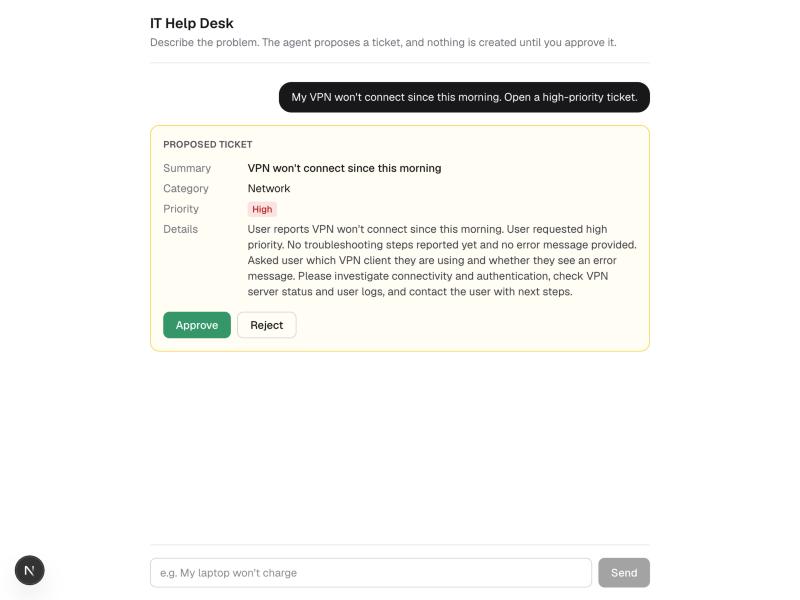 IT Help Desk
Describe the problem. The agent proposes a ticket, and nothing is created until you approve it.
My VPN won't connect since this morning. Open a high-priority ticket.
PROPOSED TICKET
Summary VPN won't connect since this morning
Category Network
Priority High
Details User reports VPN won't connect since this morning. User requested high
priority. No troubleshooting steps reported yet and no error message provided.
Asked user which VPN client they are using and whether they see an error
message. Please investigate connectivity and authentication, check VPN
server status and user logs, and contact the user with next steps.
Approve Reject
N
e.g. My laptop won't charge Send